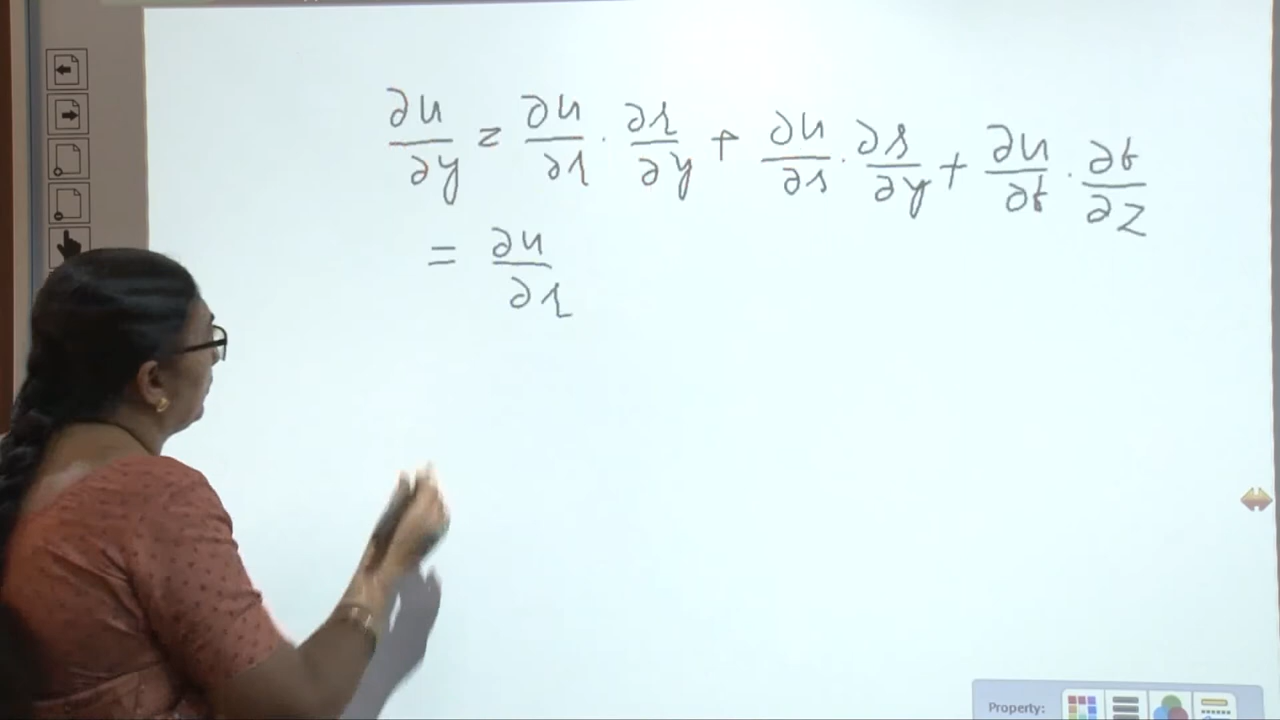 ∂u/∂y = ∂u/∂r · ∂r/∂y + ∂u/∂s · ∂s/∂y + ∂u/∂t · ∂t/∂z
= ∂u/∂r
Property: